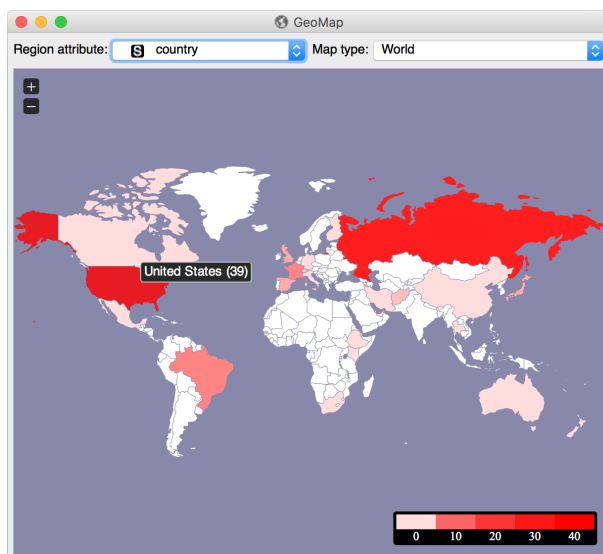 GeoMap
Region attribute: S country Map type: World
+
−
United States (39)
0 10 20 30 40